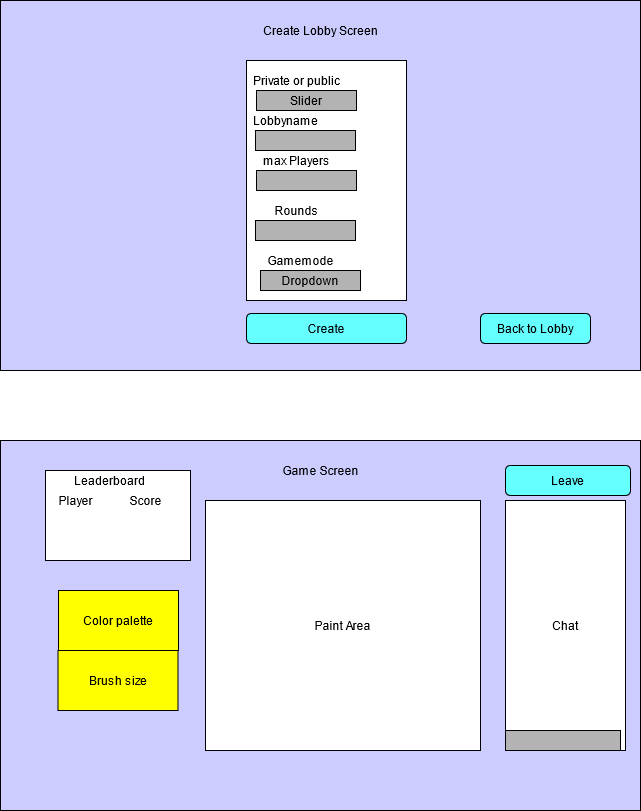 Create Lobby Screen
Private or public
Slider
Lobbyname
max Players
Rounds
Gamemode
Dropdown
Create
Back to Lobby
Game Screen
Leaderboard
Player Score
Leave
Color palette
Brush size
Paint Area
Chat